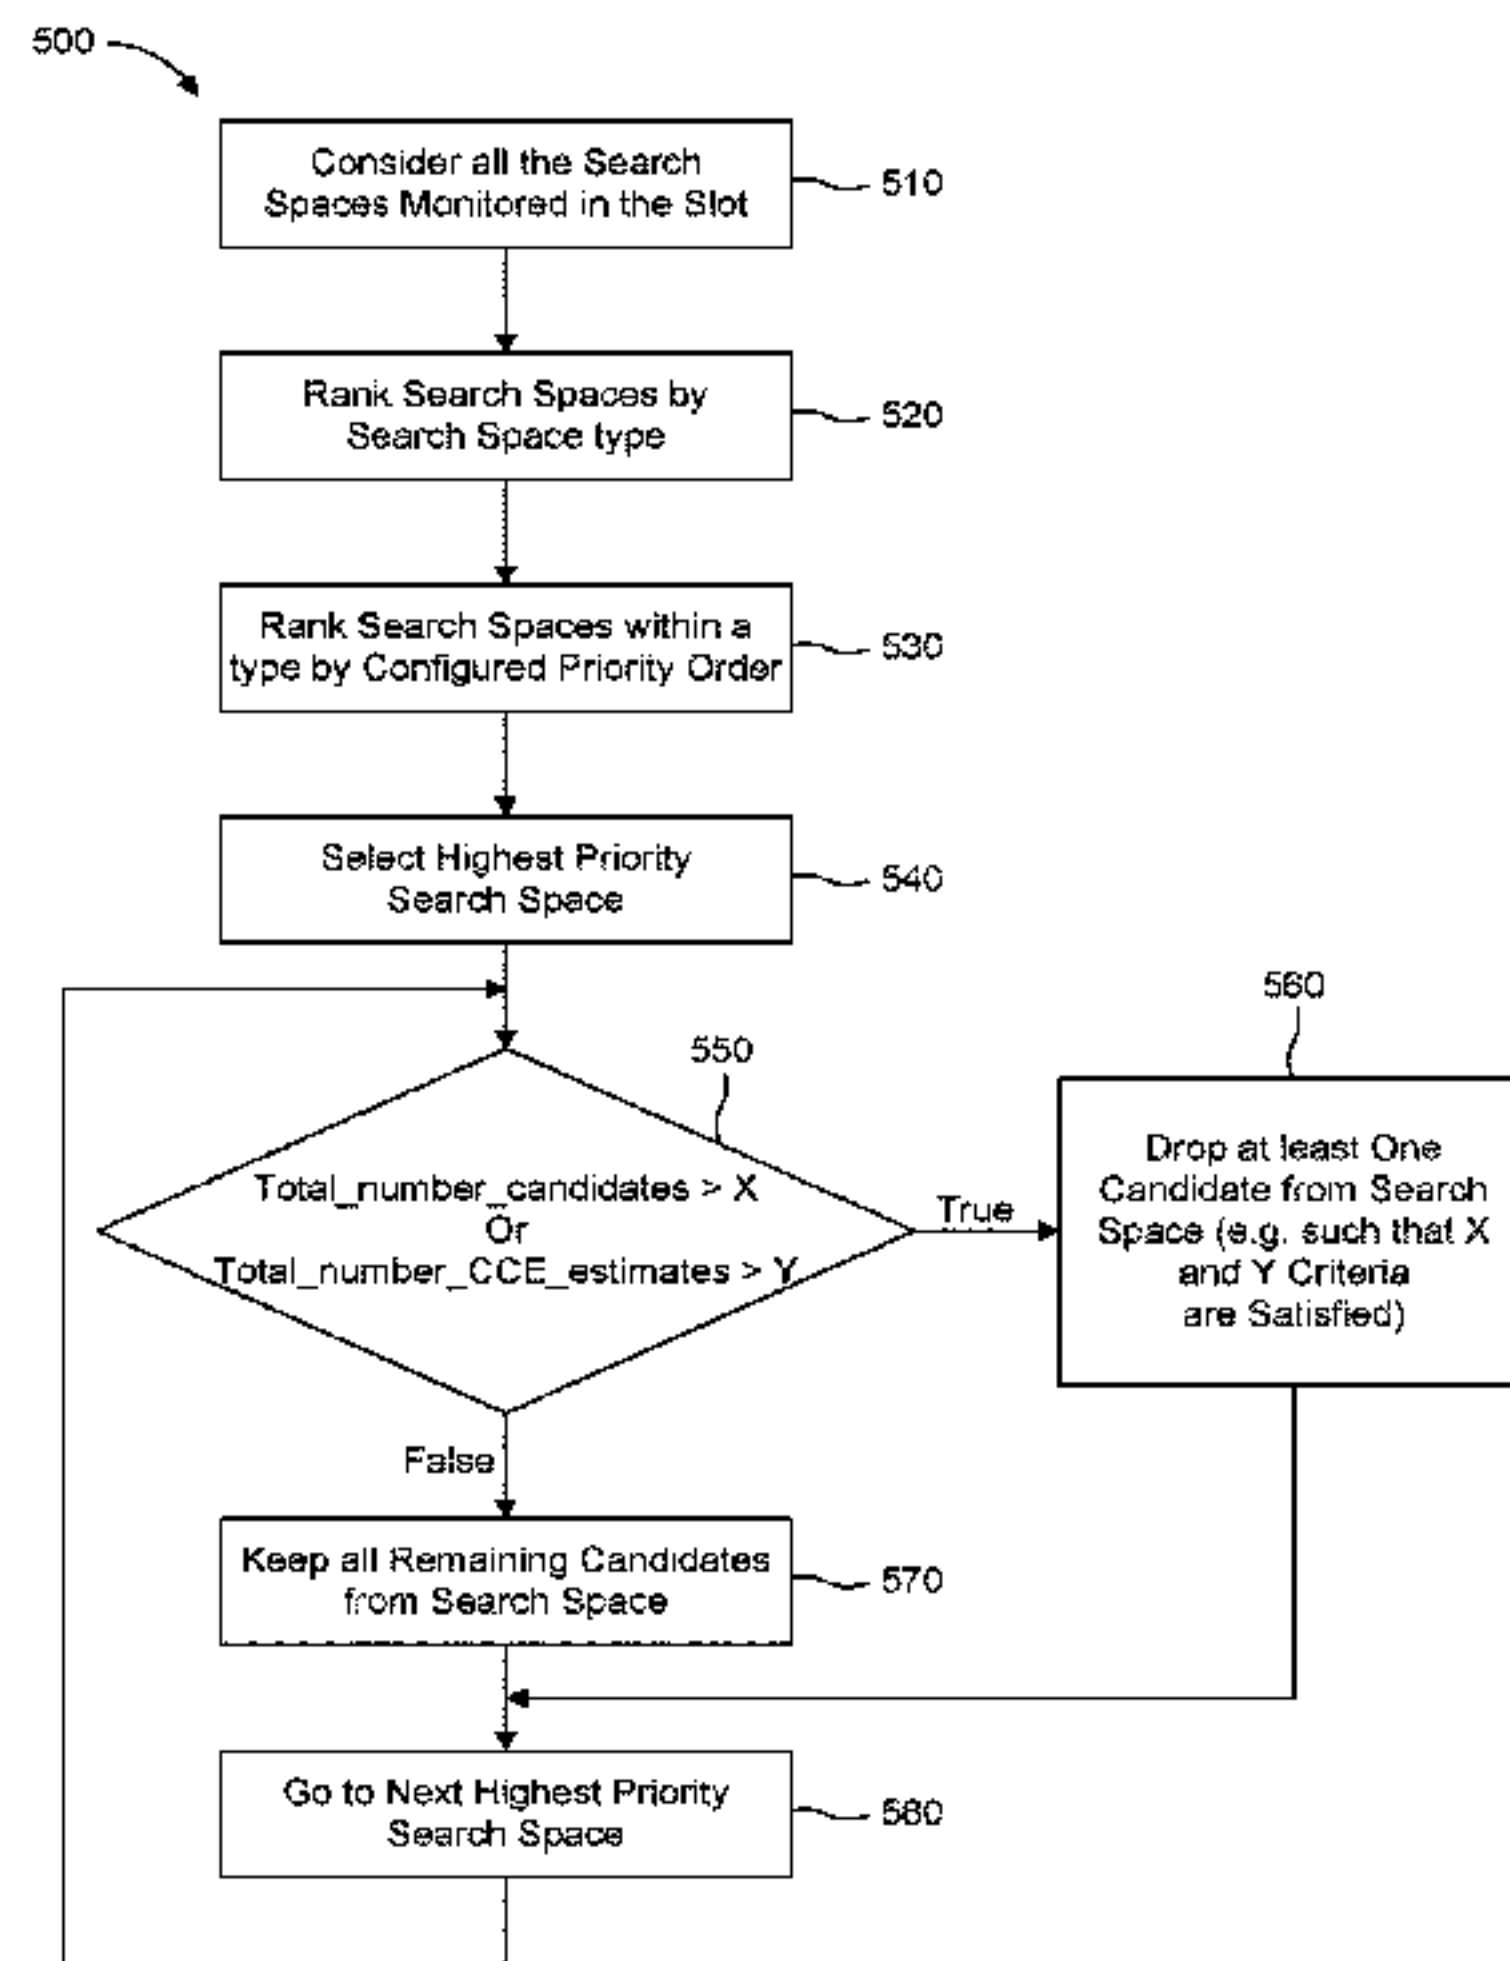 500
Consider all the Search
Spaces Monitored in the Slot
510
Rank Search Spaces by
Search Space type
520
Rank Search Spaces within a
type by Configured Priority Order
530
Select Highest Priority
Search Space
540
550
Total_number_candidates > X
Or
Total_number_CCE_estimates > Y
True
560
Drop at least One
Candidate from Search
Space (e.g. such that X
and Y Criteria
are Satisfied)
False
Keep all Remaining Candidates
from Search Space
570
Go to Next Highest Priority
Search Space
580